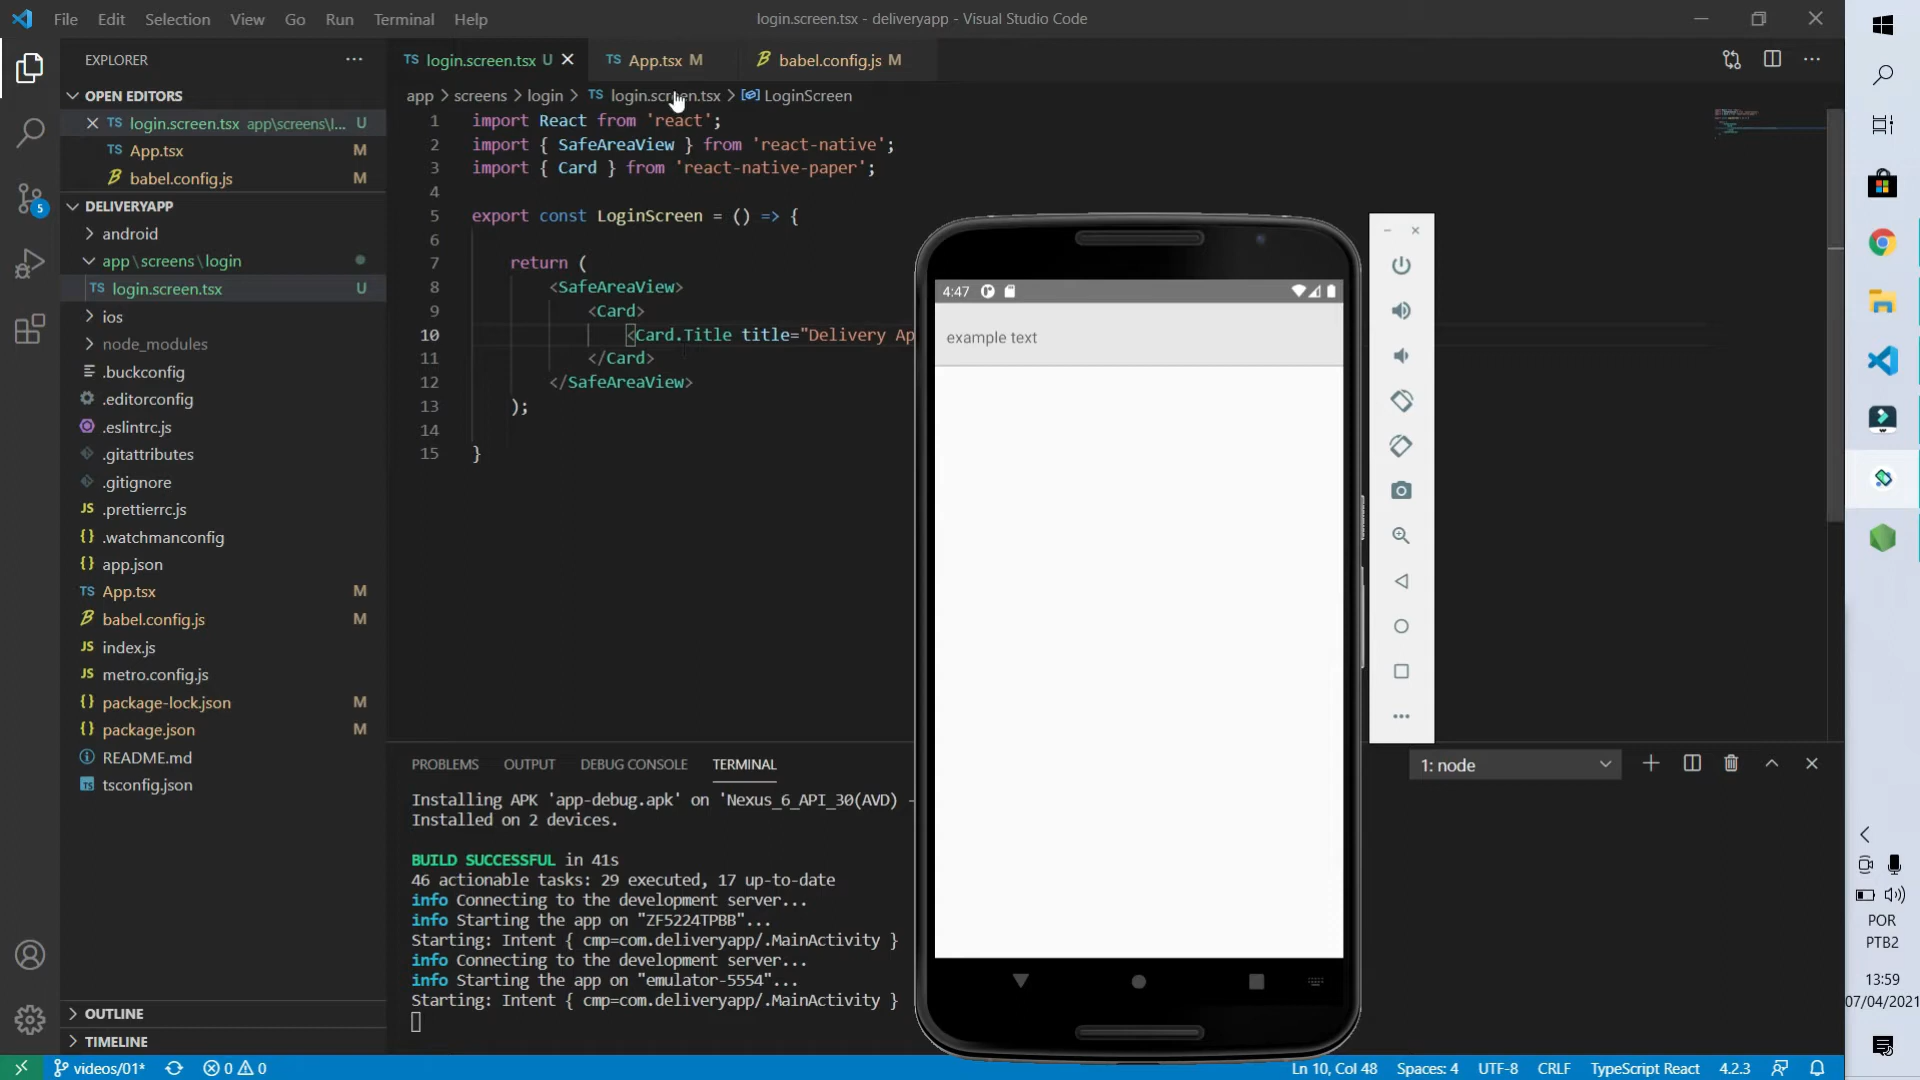 File Edit Selection View Go Run Terminal Help login.screen.tsx - deliveryapp - Visual Studio Code
EXPLORER
OPEN EDITORS
login.screen.tsx app\screens\l... U
App.tsx M
babel.config.js M
DELIVERYAPP
android
app\screens\login
login.screen.tsx U
ios
node_modules
.buckconfig
.editorconfig
.eslintrc.js
.gitattributes
.gitignore
.prettierrc.js
.watchmanconfig
app.json
App.tsx M
babel.config.js M
index.js
metro.config.js
package-lock.json M
package.json M
README.md
tsconfig.json
OUTLINE
TIMELINE
5
TS login.screen.tsx U TS App.tsx M babel.config.js M
app > screens > login > TS login.screen.tsx > LoginScreen
1 import React from 'react';
2 import { SafeAreaView } from 'react-native';
3 import { Card } from 'react-native-paper';
4
5 export const LoginScreen = () => {
6
7 return (
8 <SafeAreaView>
9 <Card>
10 <Card.Title title="Delivery Ap
11 </Card>
12 </SafeAreaView>
13 );
14
15 }
4:47
example text
PROBLEMS OUTPUT DEBUG CONSOLE TERMINAL
1: node
Installing APK 'app-debug.apk' on 'Nexus_6_API_30(AVD) -
Installed on 2 devices.
BUILD SUCCESSFUL in 41s
46 actionable tasks: 29 executed, 17 up-to-date
info Connecting to the development server...
info Starting the app on "ZF5224TPBB"...
Starting: Intent { cmp=com.deliveryapp/.MainActivity }
info Connecting to the development server...
info Starting the app on "emulator-5554"...
Starting: Intent { cmp=com.deliveryapp/.MainActivity }
videos/01* 0 0
Ln 10, Col 48 Spaces: 4 UTF-8 CRLF TypeScript React 4.2.3
POR
PTB2
13:59
07/04/2021